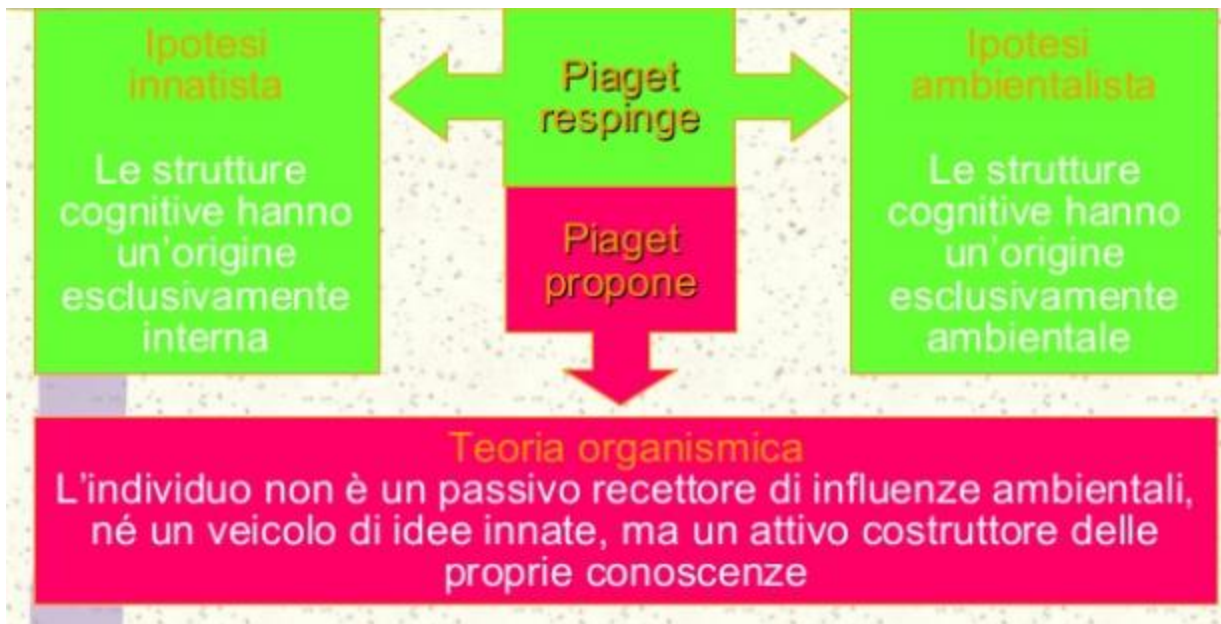 Ipotesi
innatista
Le strutture
cognitive hanno
un'origine
esclusivamente
interna
Piaget
respinge
Piaget
propone
Ipotesi
ambientalista
Le strutture
cognitive hanno
un'origine
esclusivamente
ambientale
Teoria organismica
L'individuo non è un passivo recettore di influenze ambientali,
né un veicolo di idee innate, ma un attivo costruttore delle
proprie conoscenze